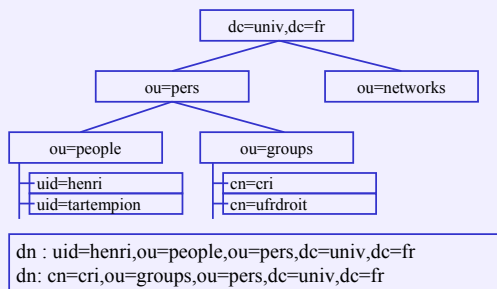 dc=univ,dc=fr
ou=pers
ou=networks
ou=people
ou=groups
uid=henri
uid=tartempion
cn=cri
cn=ufrdroit
dn : uid=henri,ou=people,ou=pers,dc=univ,dc=fr
dn: cn=cri,ou=groups,ou=pers,dc=univ,dc=fr